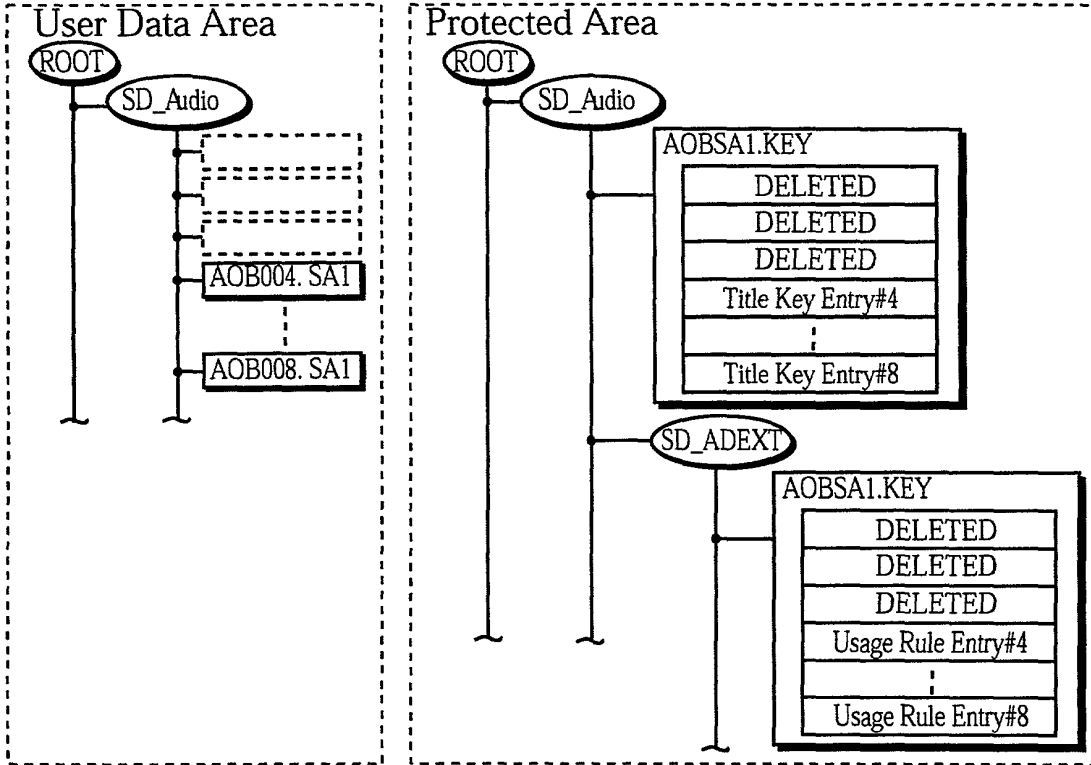 User Data Area
ROOT
SD_Audio
AOB004. SA1
AOB008. SA1
Protected Area
ROOT
SD_Audio
AOBSA1.KEY
DELETED
DELETED
DELETED
Title Key Entry#4
Title Key Entry#8
SD_ADEXT
AOBSA1.KEY
DELETED
DELETED
DELETED
Usage Rule Entry#4
Usage Rule Entry#8